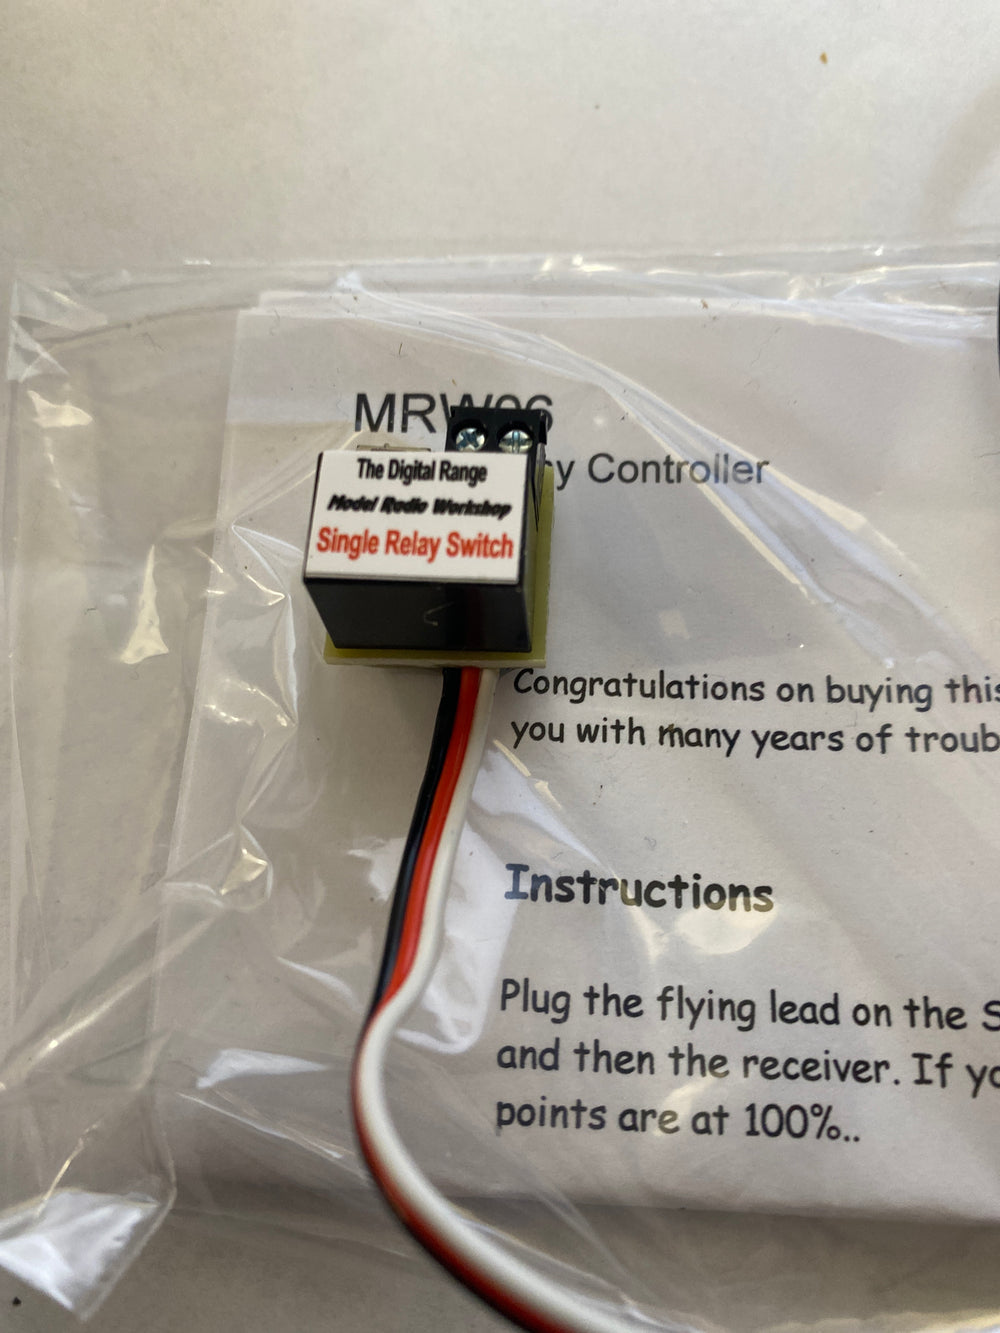 MRW06
y Controller
The Digital Range
Model Radio Workshop
Single Relay Switch
Congratulations on buying this
you with many years of troub
Instructions
Plug the flying lead on the S
and then the receiver. If yo
points are at 100%..